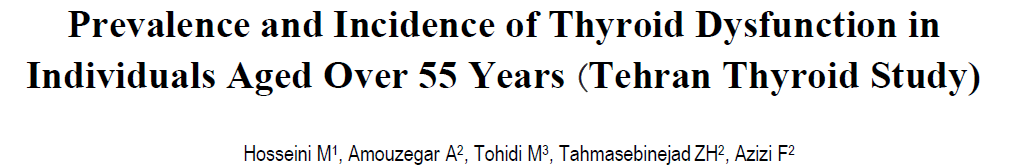 Prevalence and Incidence of Thyroid Dysfunction in
Individuals Aged Over 55 Years (Tehran Thyroid Study)
Hosseini M¹, Amouzegar A², Tohidi M³, Tahmasebinejad ZH², Azizi F²